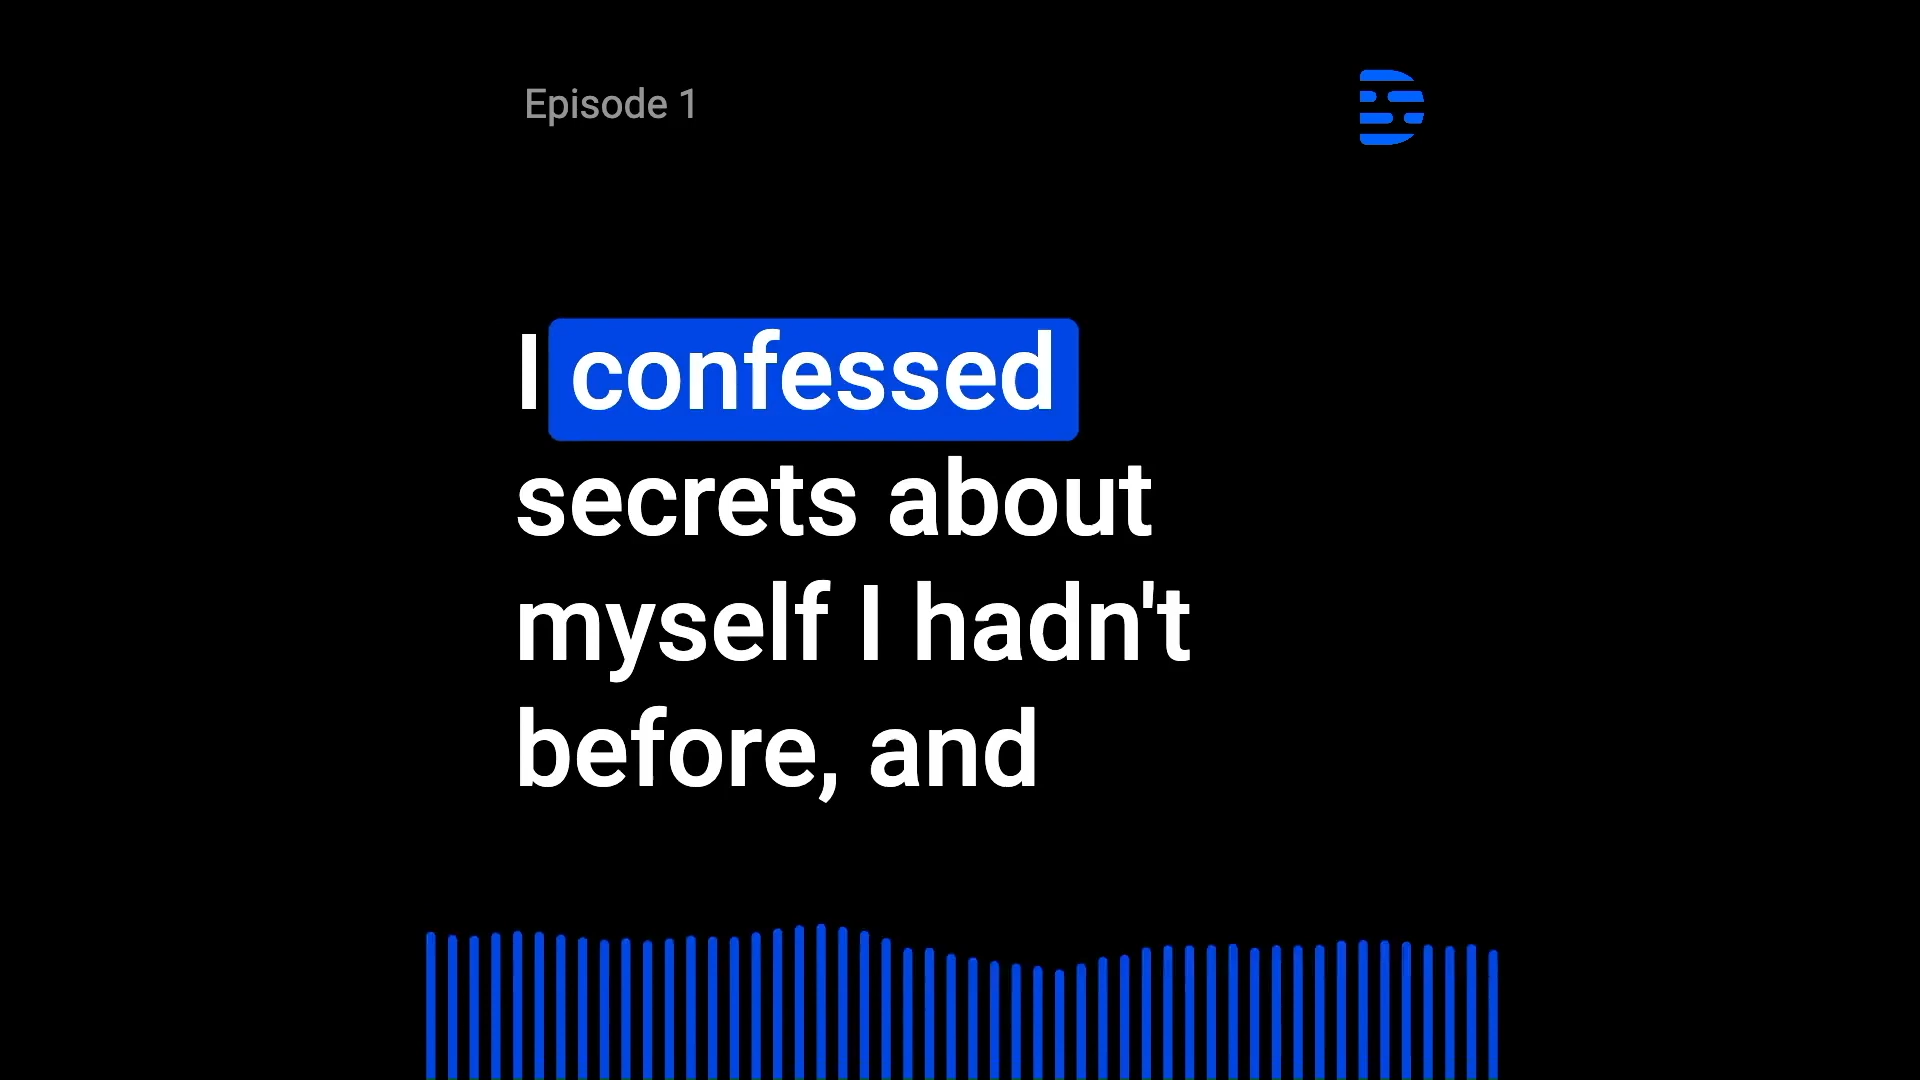 Episode 1
I confessed
secrets about
myself I hadn't
before, and